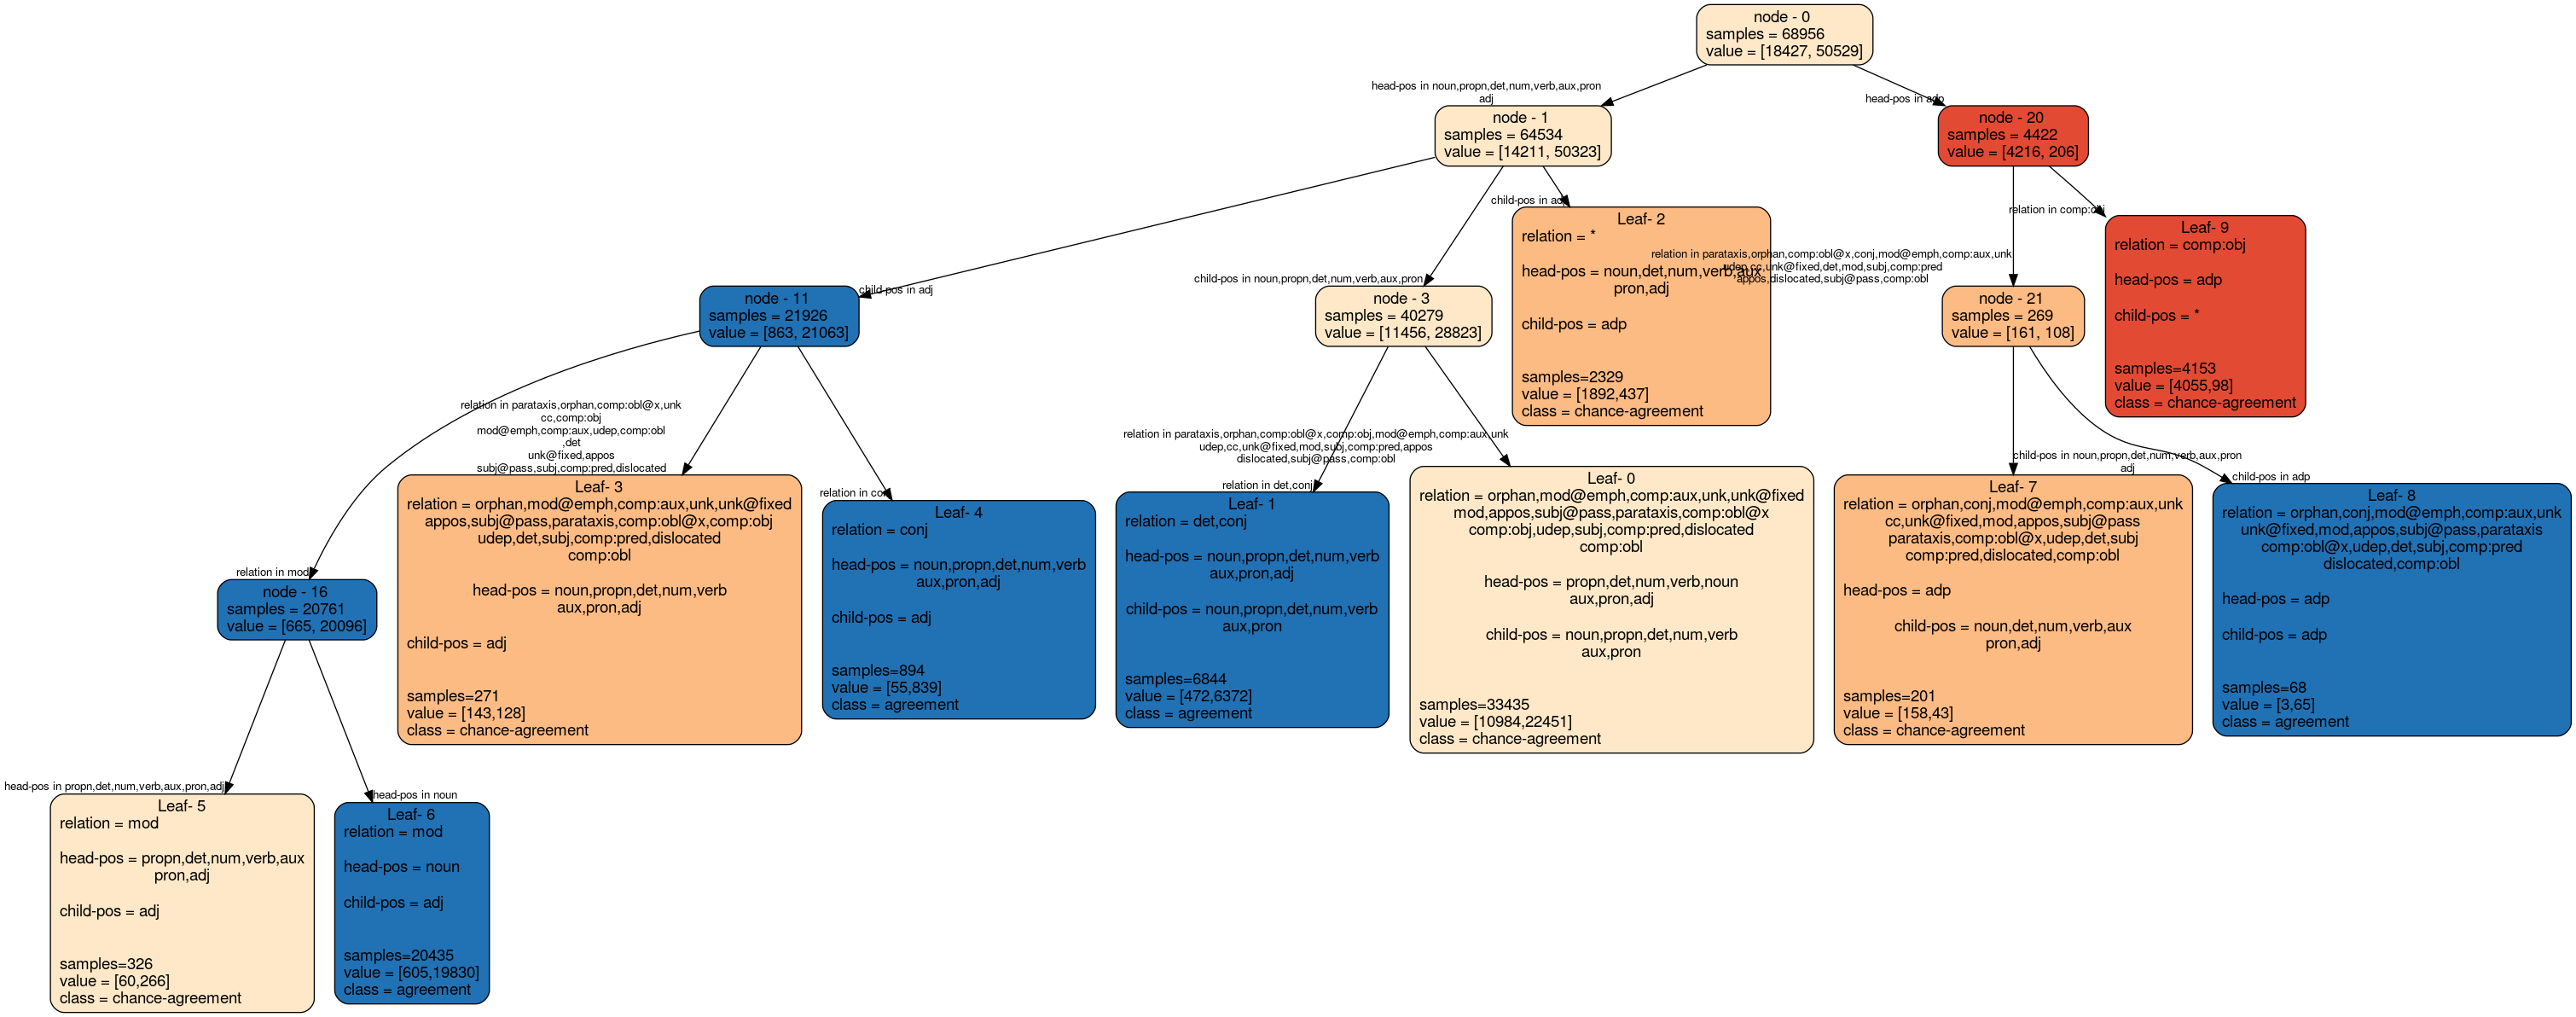 node - 0
samples = 68956
value = [18427, 50529]
head-pos in noun,propn,det,num,verb,aux,pron
adj
head-pos in adp
node - 1
samples = 64534
value = [14211, 50323]
node - 20
samples = 4422
value = [4216, 206]
child-pos in adj
child-pos in noun,propn,det,num,verb,aux,pron
child-pos in adp
relation in parataxis,orphan,comp:obl@x,conj,mod@emph,comp:aux,unk
udep,cc,unk@fixed,det,mod,subj,comp:pred
appos,dislocated,subj@pass,comp:obl
relation in comp:obj
node - 11
samples = 21926
value = [863, 21063]
node - 3
samples = 40279
value = [11456, 28823]
Leaf- 2
relation = *
head-pos = noun,det,num,verb,aux
pron,adj
child-pos = adp
samples=2329
value = [1892,437]
class = chance-agreement
node - 21
samples = 269
value = [161, 108]
Leaf- 9
relation = comp:obj
head-pos = adp
child-pos = *
samples=4153
value = [4055,98]
class = chance-agreement
relation in mod
relation in parataxis,orphan,comp:obl@x,unk
cc,comp:obj
mod@emph,comp:aux,udep,comp:obl
,det
unk@fixed,appos
subj@pass,subj,comp:pred,dislocated
relation in conj
relation in det,conj
relation in parataxis,orphan,comp:obl@x,comp:obj,mod@emph,comp:aux,unk
udep,cc,unk@fixed,mod,subj,comp:pred,appos
dislocated,subj@pass,comp:obl
child-pos in noun,propn,det,num,verb,aux,pron
adj
child-pos in adp
node - 16
samples = 20761
value = [665, 20096]
Leaf- 3
relation = orphan,mod@emph,comp:aux,unk,unk@fixed
appos,subj@pass,parataxis,comp:obl@x,comp:obj
udep,det,subj,comp:pred,dislocated
comp:obl
head-pos = noun,propn,det,num,verb
aux,pron,adj
child-pos = adj
samples=271
value = [143,128]
class = chance-agreement
Leaf- 4
relation = conj
head-pos = noun,propn,det,num,verb
aux,pron,adj
child-pos = adj
samples=894
value = [55,839]
class = agreement
Leaf- 1
relation = det,conj
head-pos = noun,propn,det,num,verb
aux,pron,adj
child-pos = noun,propn,det,num,verb
aux,pron
samples=6844
value = [472,6372]
class = agreement
Leaf- 0
relation = orphan,mod@emph,comp:aux,unk,unk@fixed
mod,appos,subj@pass,parataxis,comp:obl@x
comp:obj,udep,subj,comp:pred,dislocated
comp:obl
head-pos = propn,det,num,verb,noun
aux,pron,adj
child-pos = noun,propn,det,num,verb
aux,pron
samples=33435
value = [10984,22451]
class = chance-agreement
Leaf- 7
relation = orphan,conj,mod@emph,comp:aux,unk
cc,unk@fixed,mod,appos,subj@pass
parataxis,comp:obl@x,udep,det,subj
comp:pred,dislocated,comp:obl
head-pos = adp
child-pos = noun,det,num,verb,aux
pron,adj
samples=201
value = [158,43]
class = chance-agreement
Leaf- 8
relation = orphan,conj,mod@emph,comp:aux,unk
unk@fixed,mod,appos,subj@pass,parataxis
comp:obl@x,udep,det,subj,comp:pred
dislocated,comp:obl
head-pos = adp
child-pos = adp
samples=68
value = [3,65]
class = agreement
head-pos in propn,det,num,verb,aux,pron,adj
head-pos in noun
Leaf- 5
relation = mod
head-pos = propn,det,num,verb,aux
pron,adj
child-pos = adj
samples=326
value = [60,266]
class = chance-agreement
Leaf- 6
relation = mod
head-pos = noun
child-pos = adj
samples=20435
value = [605,19830]
class = agreement